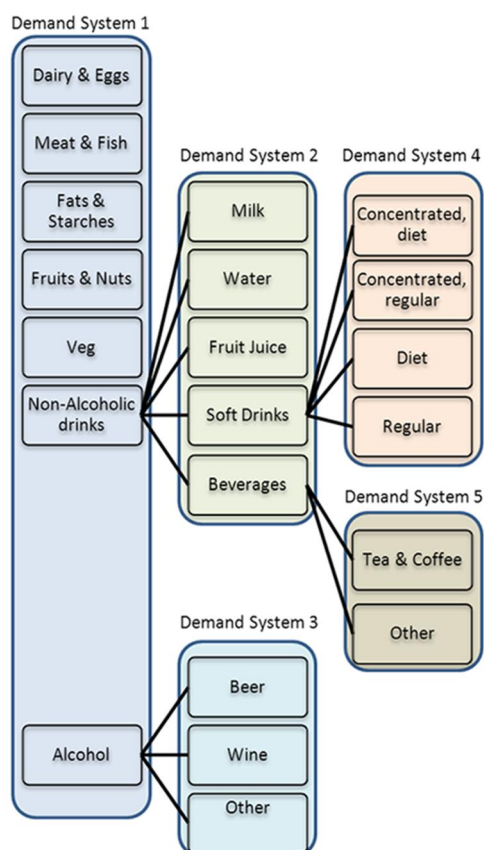 Demand System 1
Dairy & Eggs
Meat & Fish
Fats &
Starches
Fruits & Nuts
Veg
Non-Alcoholic
drinks
Alcohol
Demand System 2
Milk
Water
Fruit Juice
Soft Drinks
Beverages
Demand System 3
Beer
Wine
Other
Demand System 4
Concentrated,
diet
Concentrated,
regular
Diet
Regular
Demand System 5
Tea & Coffee
Other